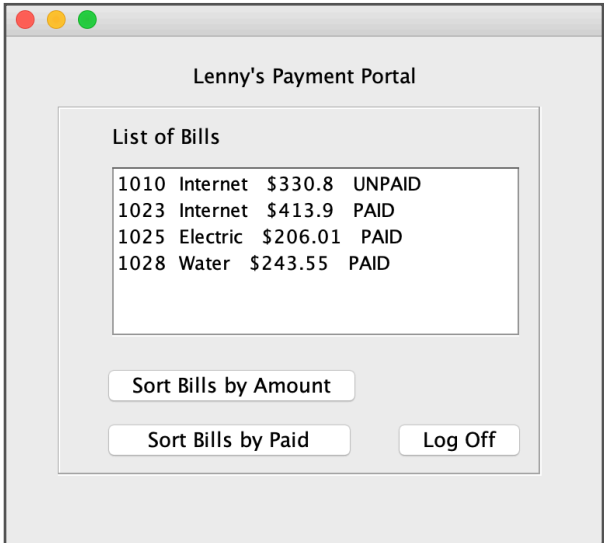 Lenny's Payment Portal
List of Bills
1010 Internet $330.8 UNPAID
1023 Internet $413.9 PAID
1025 Electric $206.01 PAID
1028 Water $243.55 PAID
Sort Bills by Amount
Sort Bills by Paid Log Off